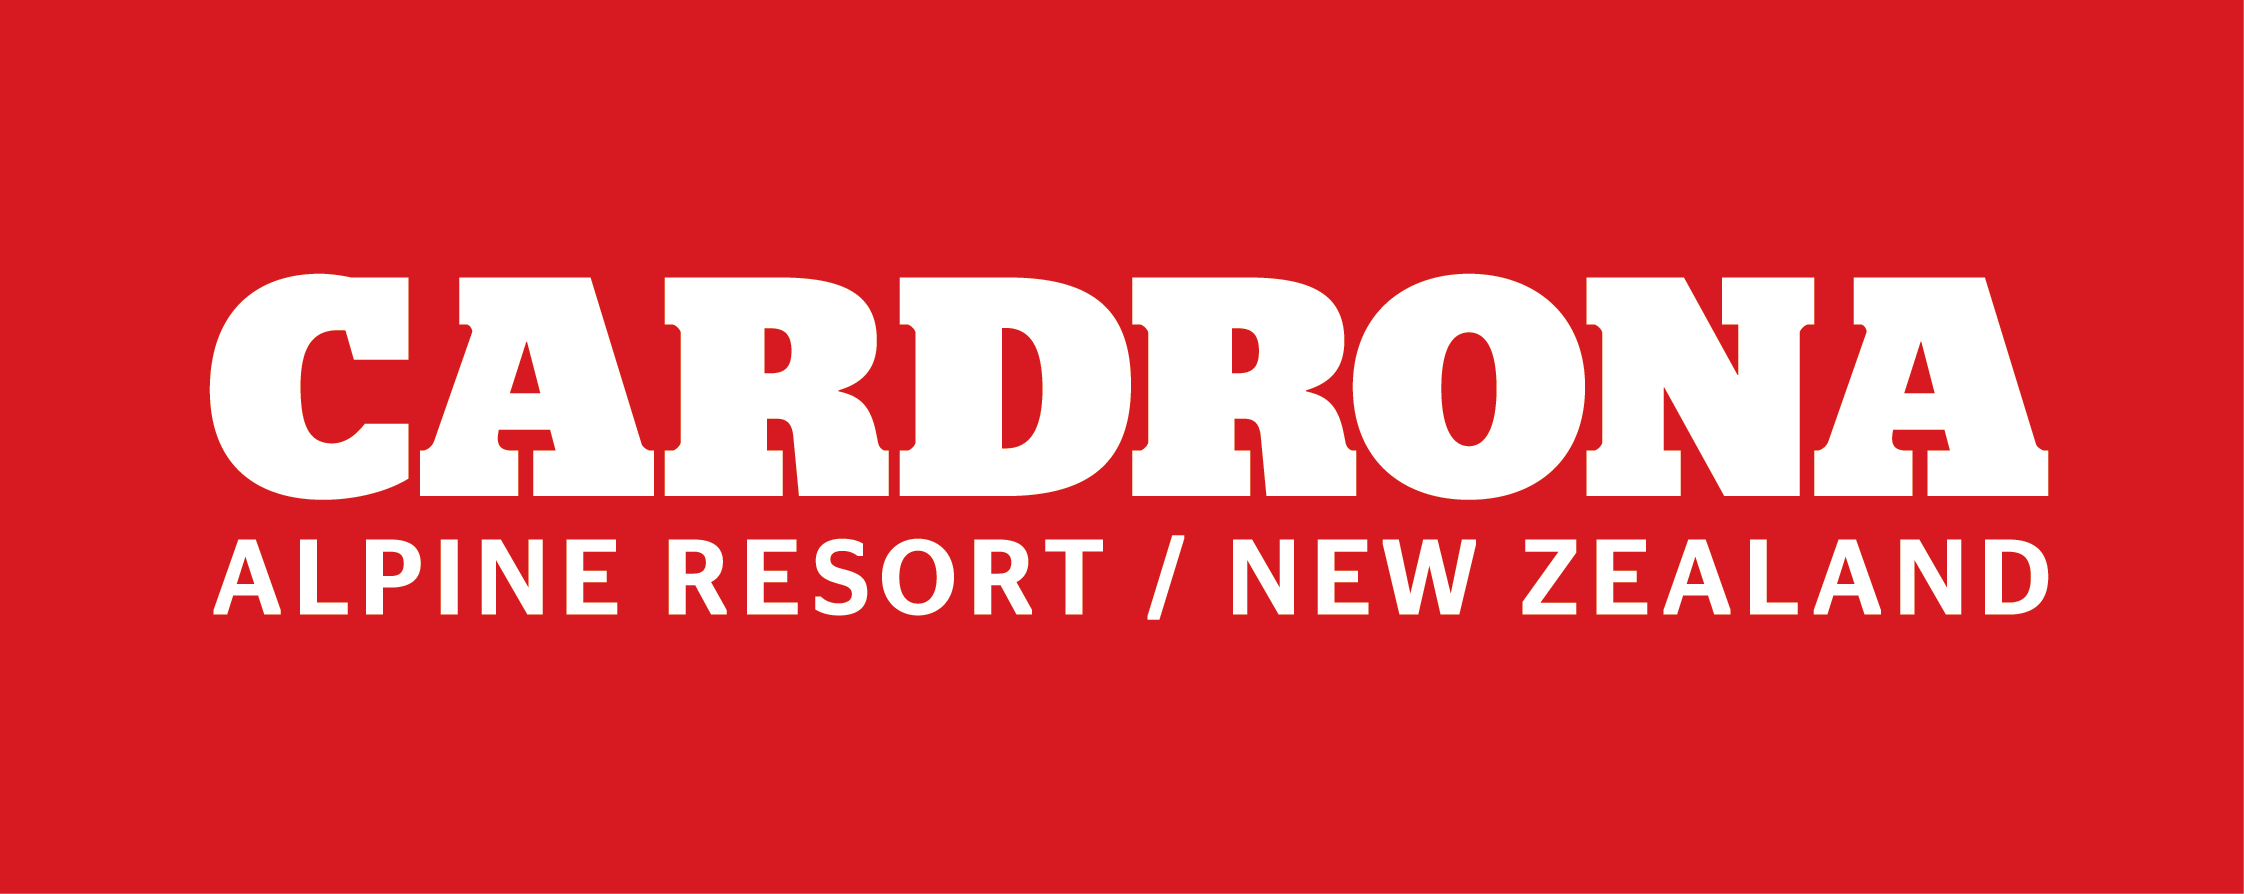 CARDRONA
ALPINE RESORT / NEW ZEALAND